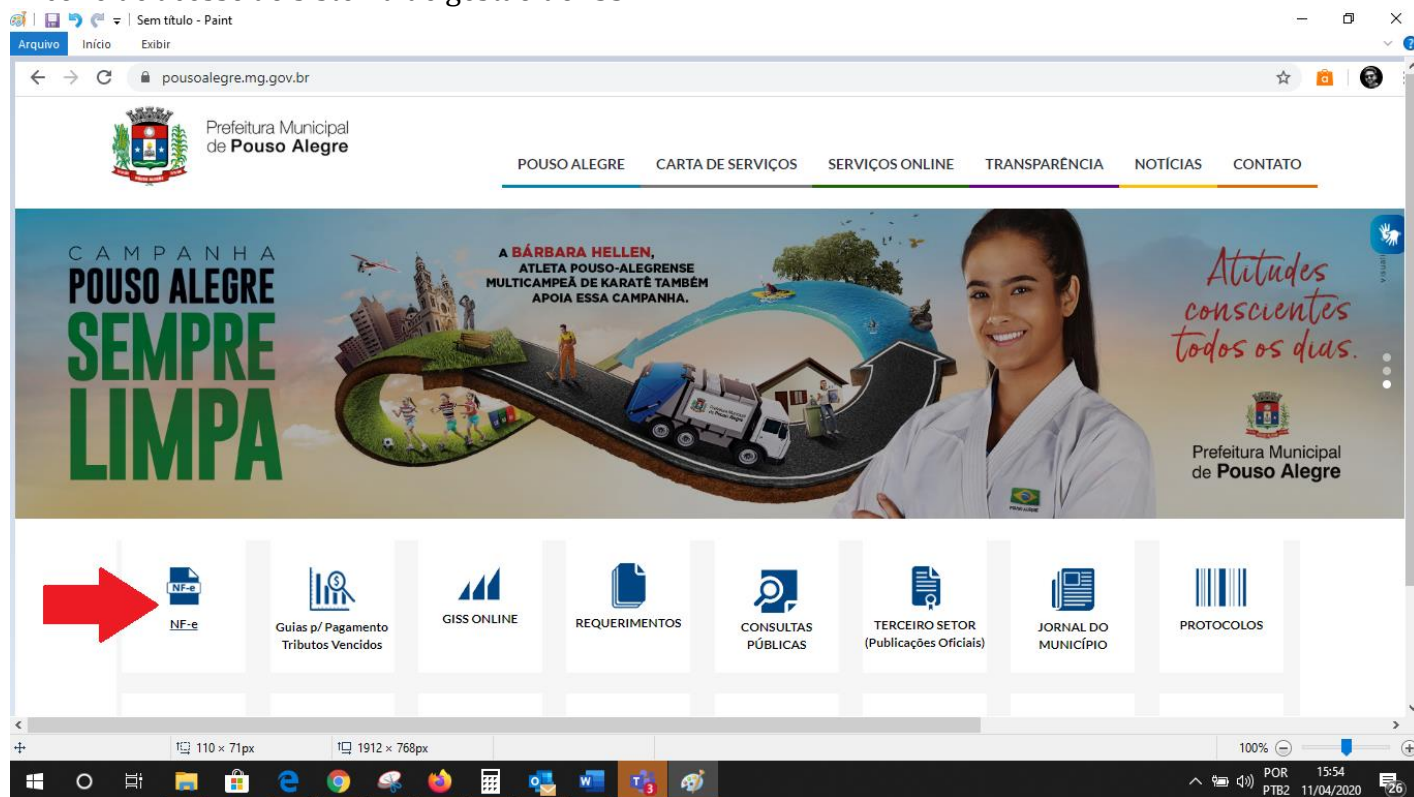 Sem título - Paint
Arquivo Início Exibir
pousoalegre.mg.gov.br
Prefeitura Municipal
de Pouso Alegre
POUSO ALEGRE CARTA DE SERVIÇOS SERVIÇOS ONLINE TRANSPARÊNCIA NOTÍCIAS CONTATO
CAMPANHA
POUSO ALEGRE
SEMPRE
LIMPA
A BÁRBARA HELLEN,
ATLETA POUSO-ALEGRENSE
MULTICAMPEÃ DE KARATÊ TAMBÉM
APOIA ESSA CAMPANHA.
Atitudes
conscientes
todos os dias.
Prefeitura Municipal
de Pouso Alegre
NF-e
NF-e
Guias p/ Pagamento
Tributos Vencidos
GISS ONLINE
REQUERIMENTOS
CONSULTAS
PÚBLICAS
TERCEIRO SETOR
(Publicações Oficiais)
JORNAL DO
MUNICÍPIO
PROTOCOLOS
110 × 71px 1912 × 768px 100%
POR 15:54
PTB2 11/04/2020 26